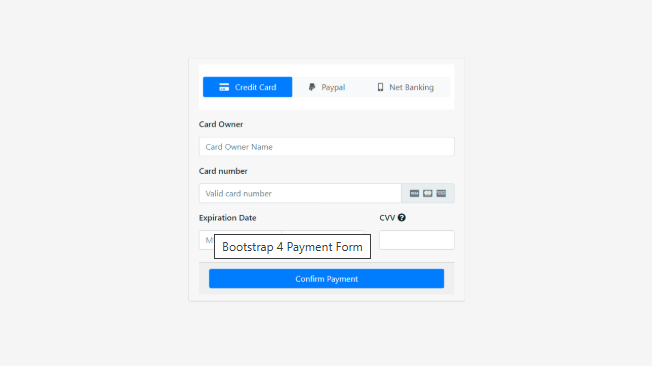 Credit Card Paypal Net Banking
Card Owner
Card Owner Name
Card number
Valid card number
Expiration Date CVV
Bootstrap 4 Payment Form
Confirm Payment